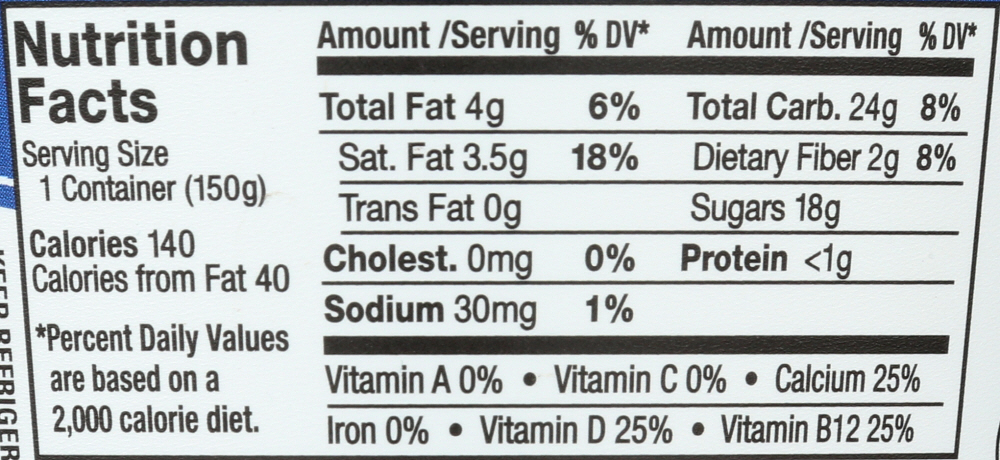 Nutrition
Facts
Serving Size
1 Container (150g)
Calories 140
Calories from Fat 40
*Percent Daily Values
are based on a
2,000 calorie diet.
Amount /Serving % DV* Amount /Serving % DV*
Total Fat 4g 6% Total Carb. 24g 8%
Sat. Fat 3.5g 18% Dietary Fiber 2g 8%
Trans Fat 0g Sugars 18g
Cholest. 0mg 0% Protein <1g
Sodium 30mg 1%
Vitamin A 0% • Vitamin C 0% • Calcium 25%
Iron 0% • Vitamin D 25% • Vitamin B12 25%